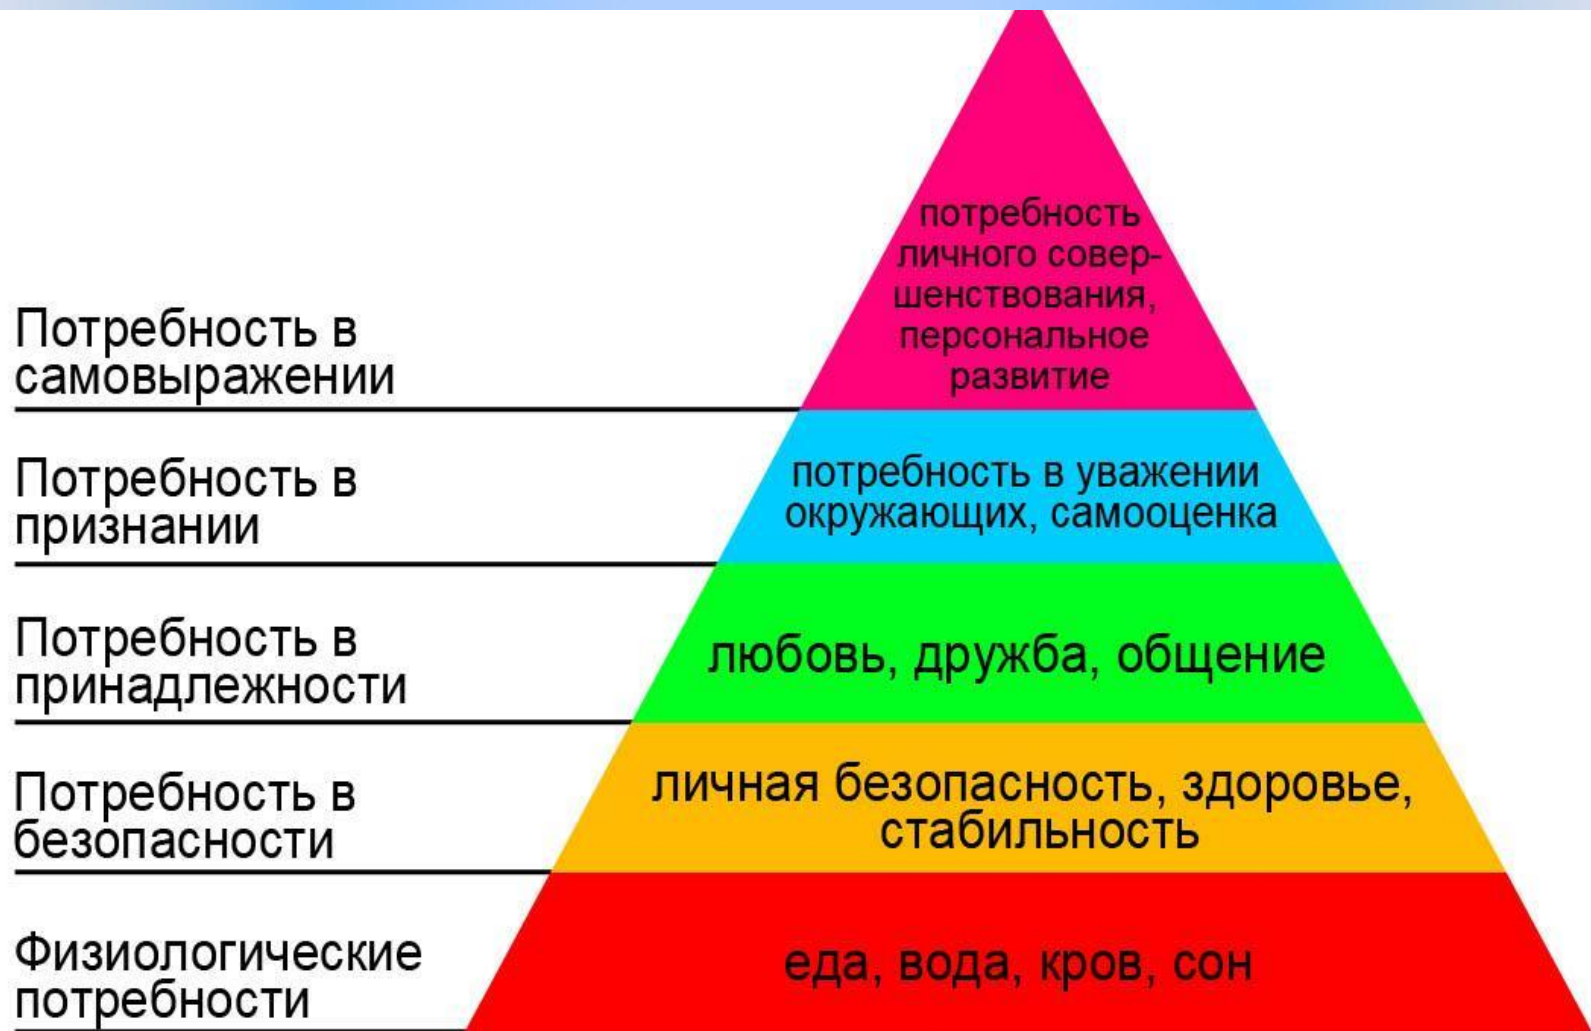 потребность
личного совер-
шенствования,
персональное
развитие
Потребность в
самовыражении
потребность в уважении
окружающих, самооценка
Потребность в
признании
любовь, дружба, общение
Потребность в
принадлежности
личная безопасность, здоровье,
стабильность
Потребность в
безопасности
еда, вода, кров, сон
Физиологические
потребности